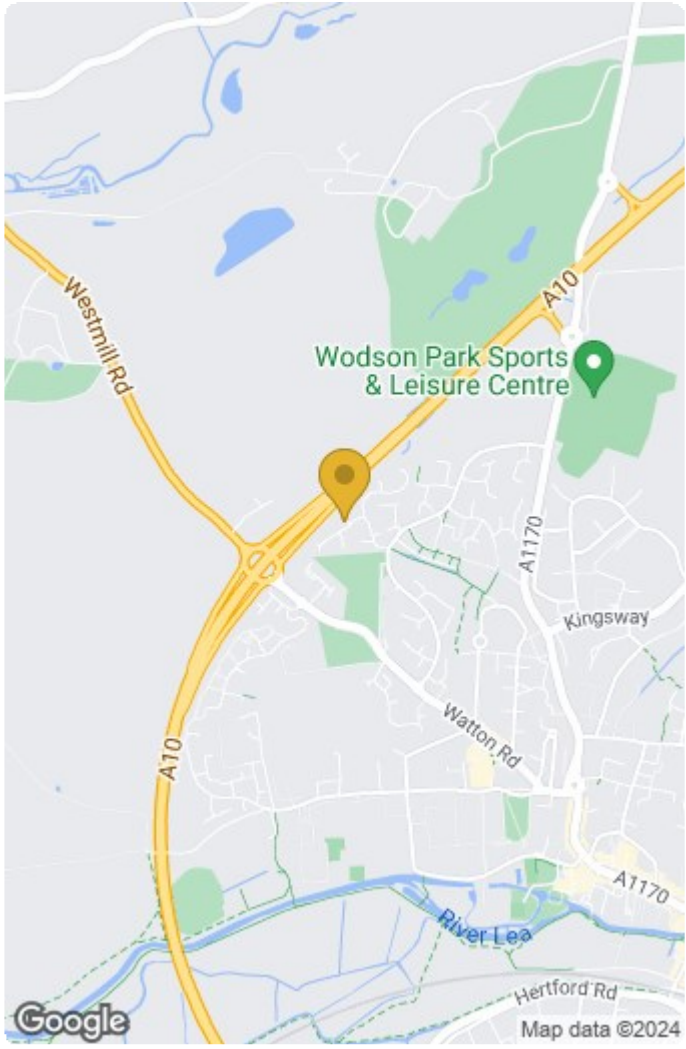 A10
Westmill Rd
Wodson Park Sports
& Leisure Centre
A1170
Kingsway
Watton Rd
A10
A1170
River Lea
Hertford Rd
Google
Map data ©2024